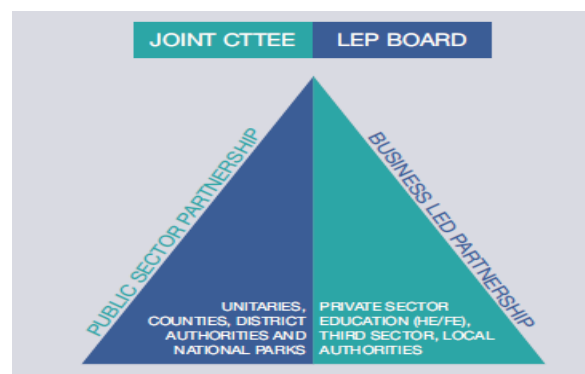 JOINT CTTEE
LEP BOARD
PUBLIC SECTOR PARTNERSHIP
BUSINESS LED PARTNERSHIP
UNITARIES,
COUNTIES, DISTRICT
AUTHORITIES AND
NATIONAL PARKS
PRIVATE SECTOR
EDUCATION (HE/FE),
THIRD SECTOR, LOCAL
AUTHORITIES